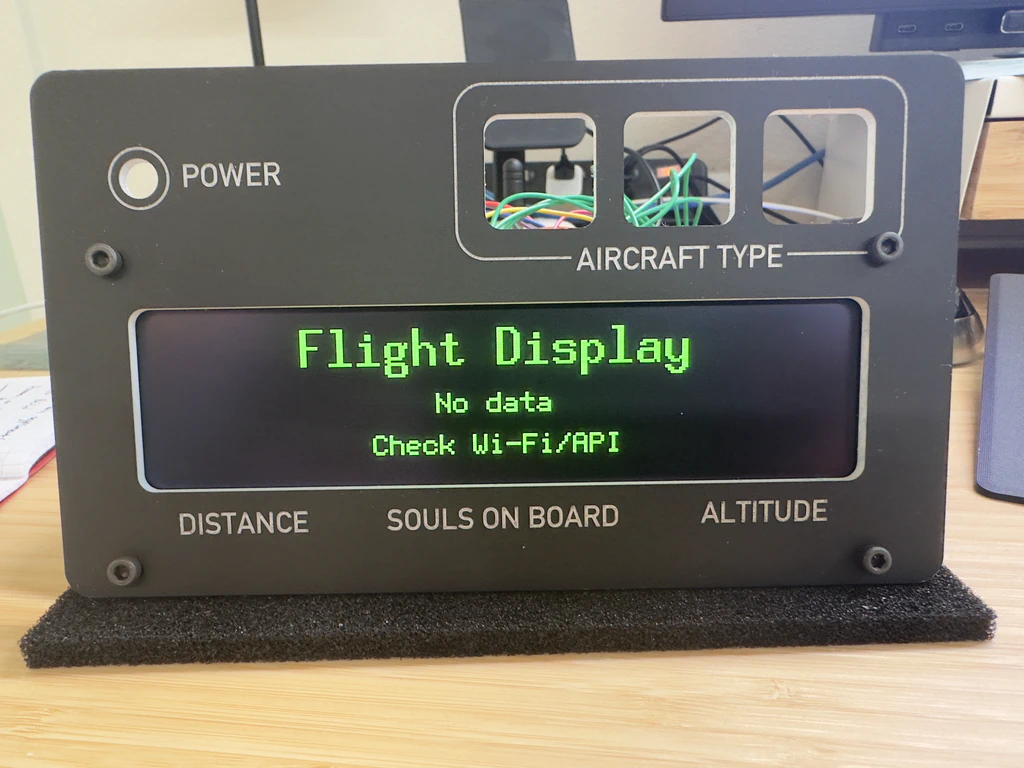 POWER
AIRCRAFT TYPE
Flight Display
No data
Check Wi-Fi/API
DISTANCE
SOULS ON BOARD
ALTITUDE